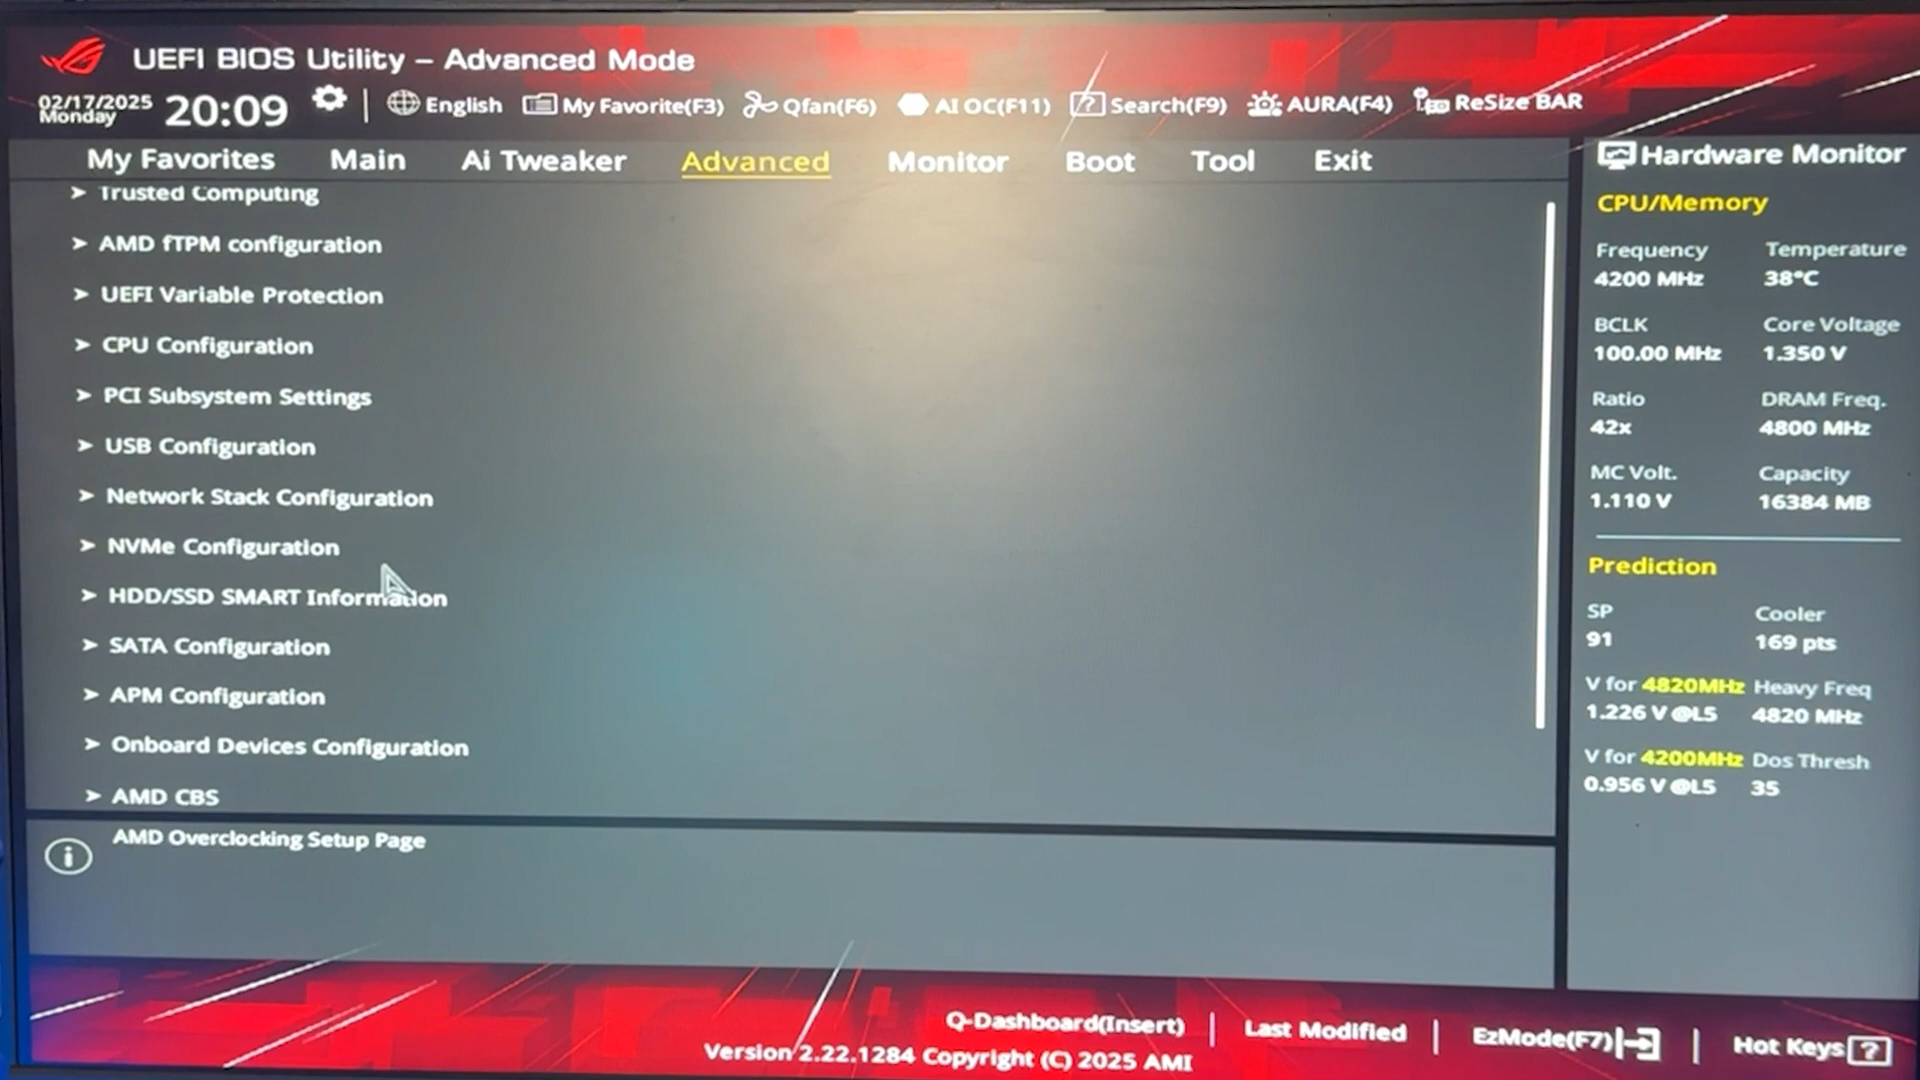 UEFI BIOS Utility – Advanced Mode
02/17/2025
Monday
20:09
English
My Favorite(F3)
Qfan(F6)
AI OC(F11)
Search(F9)
AURA(F4)
ReSize BAR
My Favorites
Main
Ai Tweaker
Advanced
Monitor
Boot
Tool
Exit
Trusted Computing
AMD fTPM configuration
UEFI Variable Protection
CPU Configuration
PCI Subsystem Settings
USB Configuration
Network Stack Configuration
NVMe Configuration
HDD/SSD SMART Information
SATA Configuration
APM Configuration
Onboard Devices Configuration
AMD CBS
AMD Overclocking Setup Page
Hardware Monitor
CPU/Memory
Frequency Temperature
4200 MHz 38°C
BCLK Core Voltage
100.00 MHz 1.350 V
Ratio DRAM Freq.
42x 4800 MHz
MC Volt. Capacity
1.110 V 16384 MB
Prediction
SP Cooler
91 169 pts
V for 4820MHz Heavy Freq
1.226 V @L5 4820 MHz
V for 4200MHz Dos Thresh
0.956 V @L5 35
Q-Dashboard(Insert)
Last Modified
EzMode(F7)
Hot Keys ?
Version 2.22.1284 Copyright (C) 2025 AMI